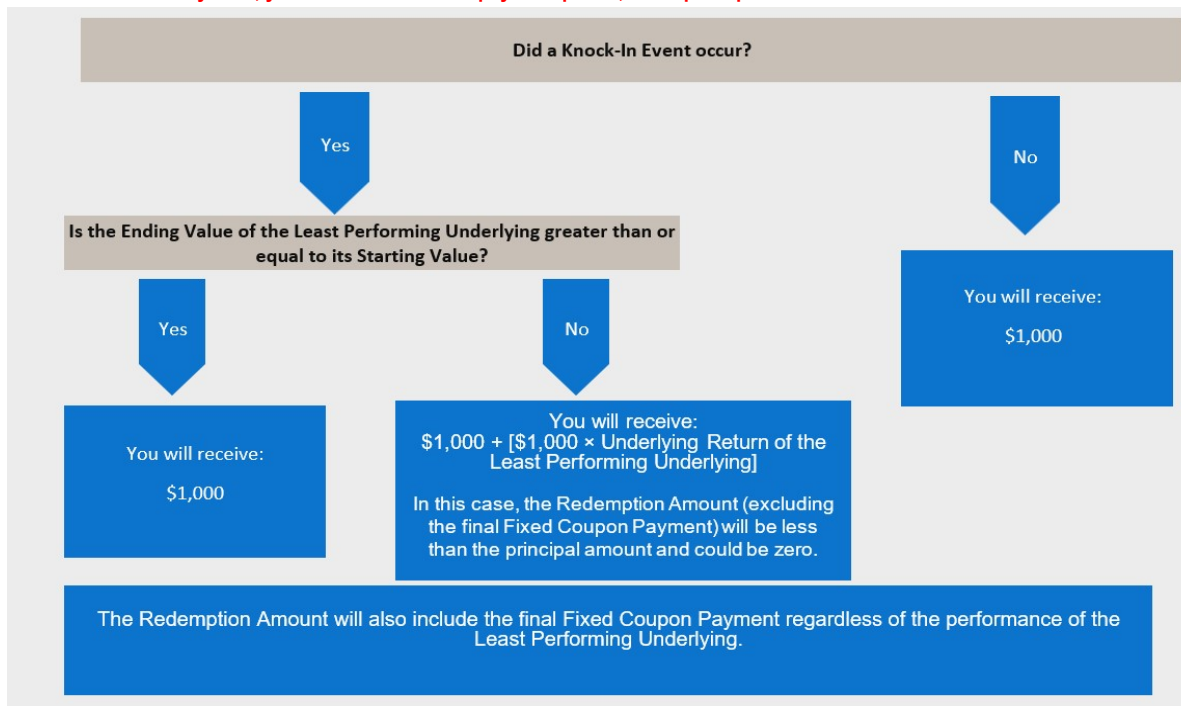 Did a Knock-In Event occur?
Yes
No
Is the Ending Value of the Least Performing Underlying greater than or
equal to its Starting Value?
You will receive:
$1,000
Yes
No
You will receive:
$1,000
You will receive:
$1,000 + [$1,000 × Underlying Return of the
Least Performing Underlying]
In this case, the Redemption Amount (excluding
the final Fixed Coupon Payment) will be less
than the principal amount and could be zero.
The Redemption Amount will also include the final Fixed Coupon Payment regardless of the performance of the
Least Performing Underlying.